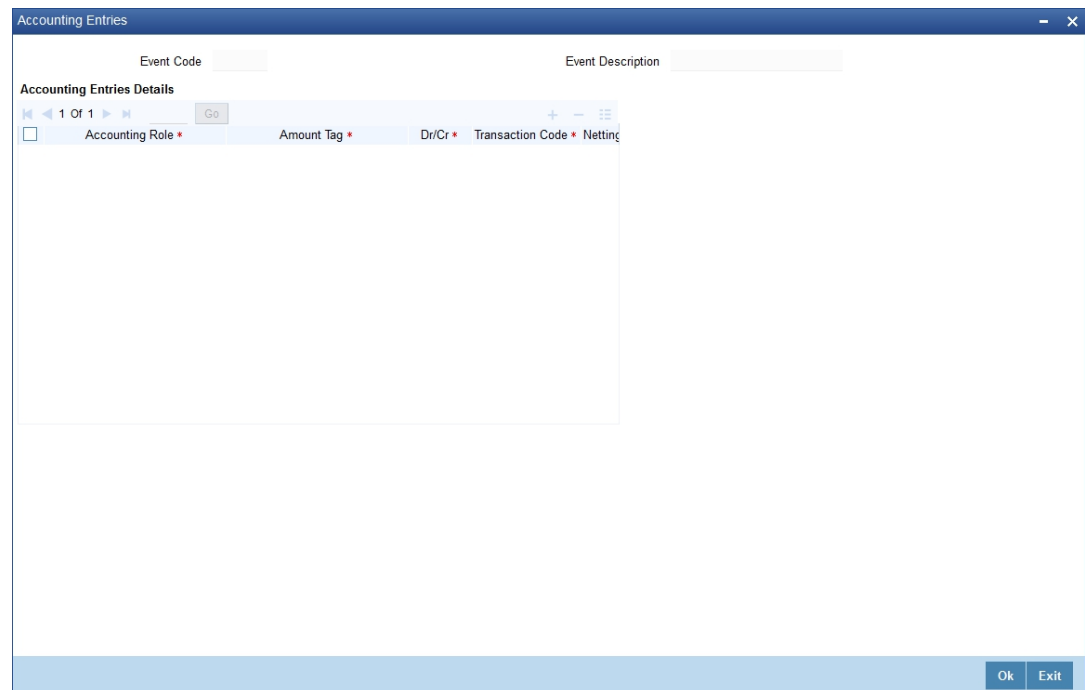 Accounting Entries
Event Code Event Description
Accounting Entries Details
1 Of 1 Go
Accounting Role * Amount Tag * Dr/Cr * Transaction Code * Netting
Ok Exit